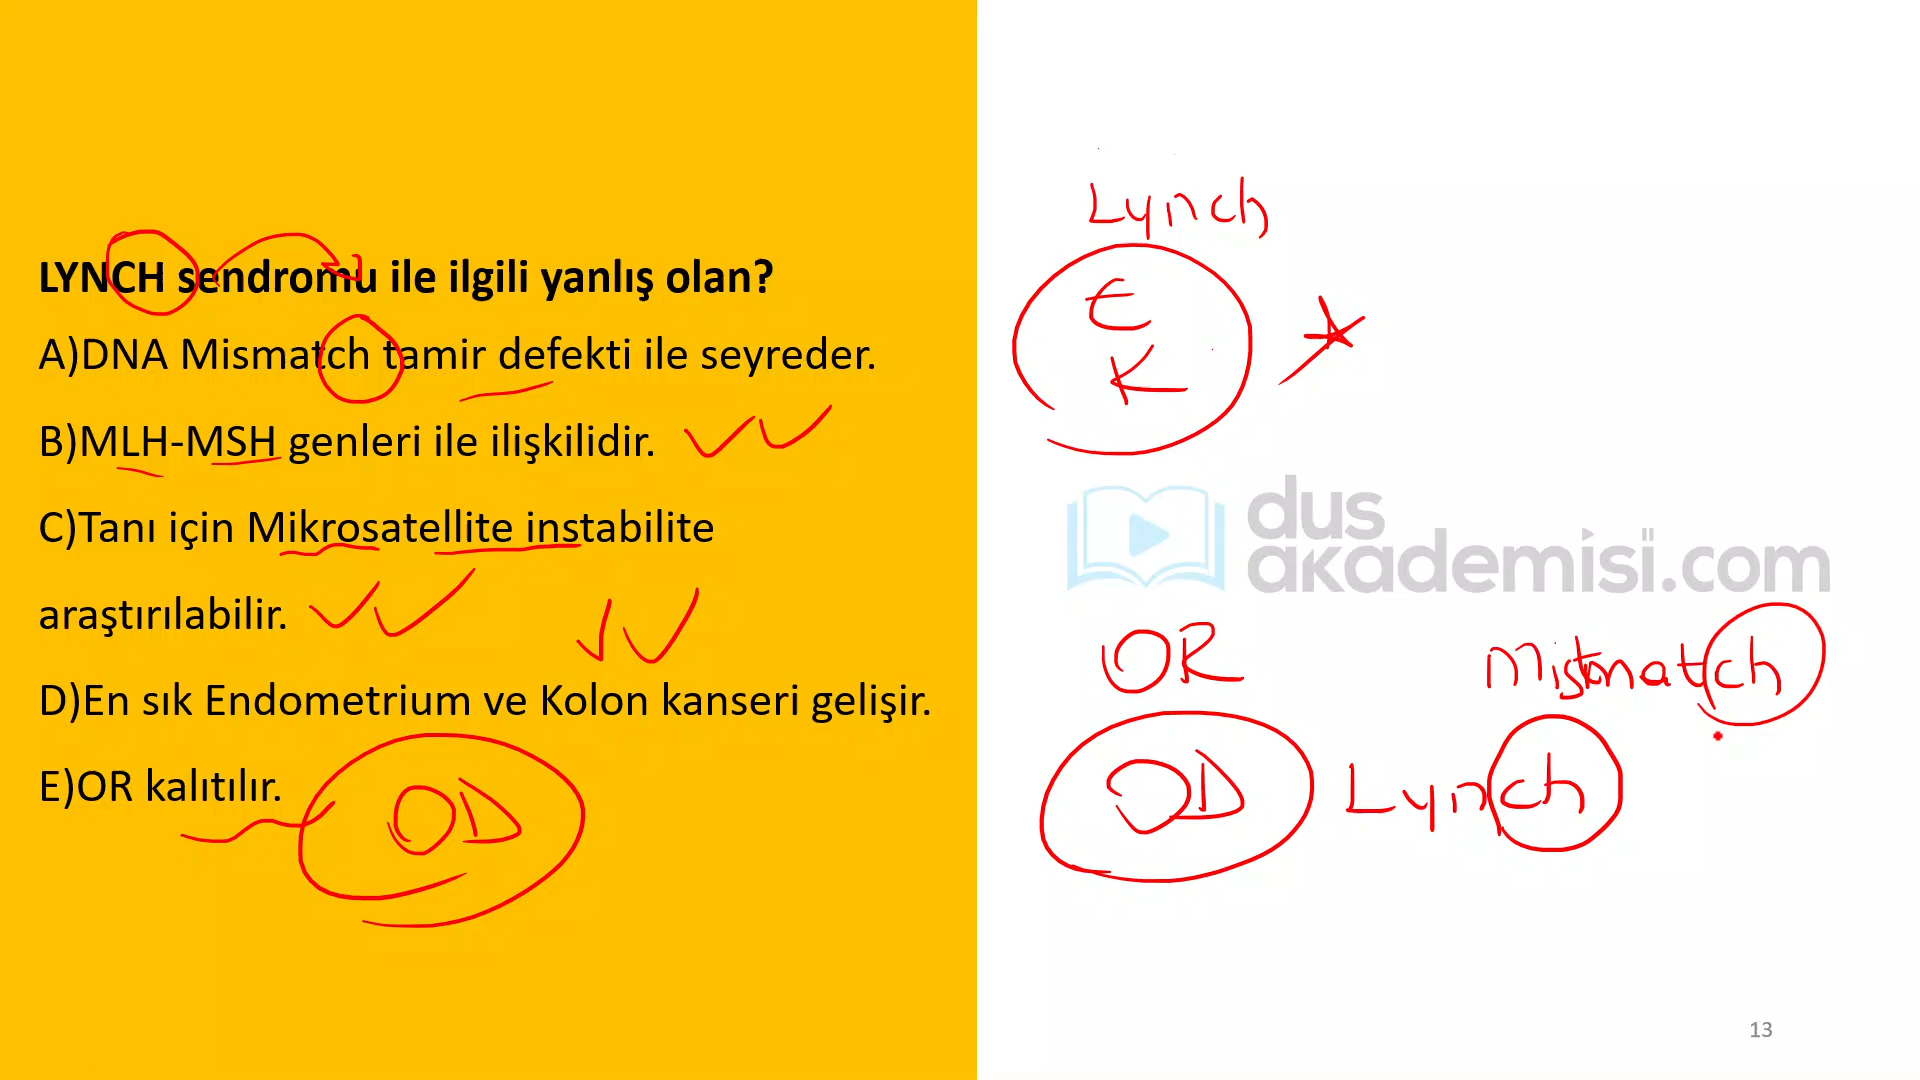 LYNCH sendromu ile ilgili yanlış olan?
A)DNA Mismatch tamir defekti ile seyreder.
B)MLH-MSH genleri ile ilişkilidir.
C)Tanı için Mikrosatellite instabilite
araştırılabilir.
D)En sık Endometrium ve Kolon kanseri gelişir.
E)OR kalıtılır.
OD
Lynch
E
K
dus
akademisi.com
OR
Mismatch
OD
Lynch
13